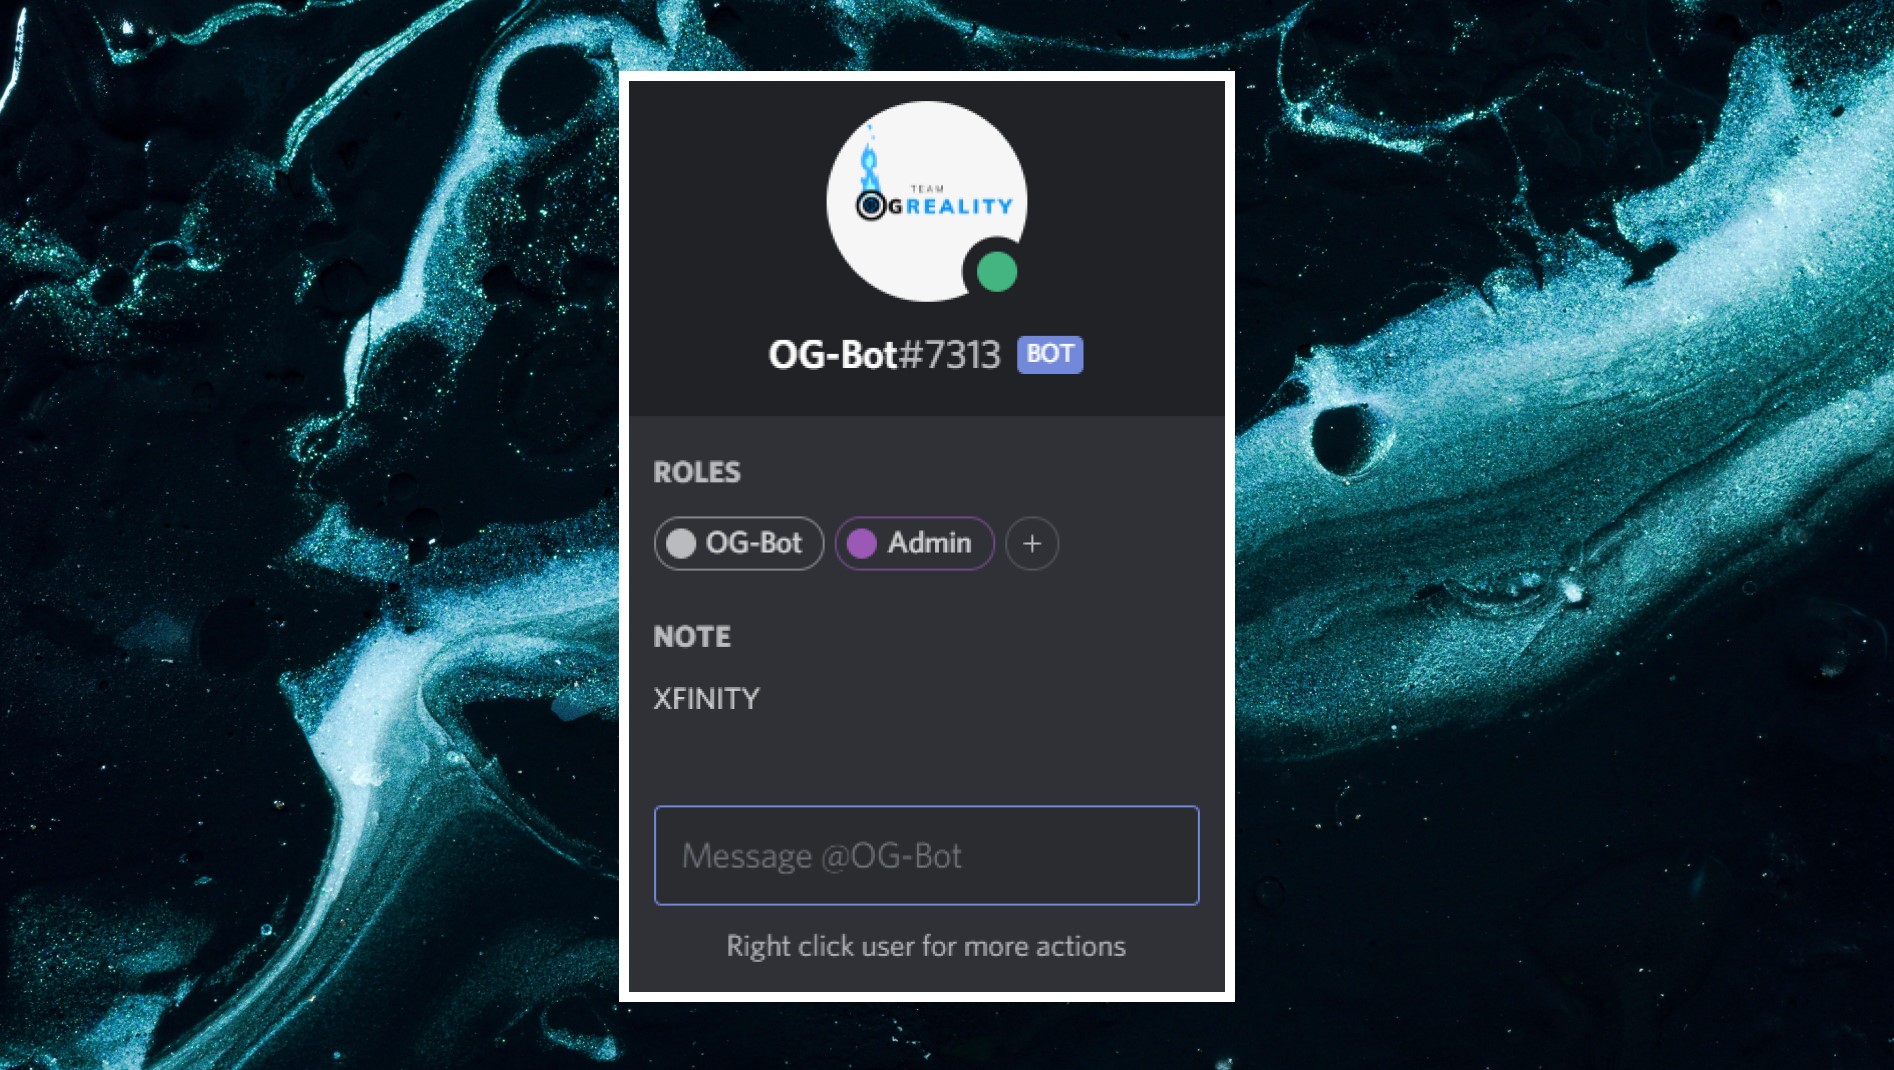 TEAM
OGREALITY
OG-Bot#7313 BOT
ROLES
OG-Bot Admin +
NOTE
XFINITY
Message @OG-Bot
Right click user for more actions